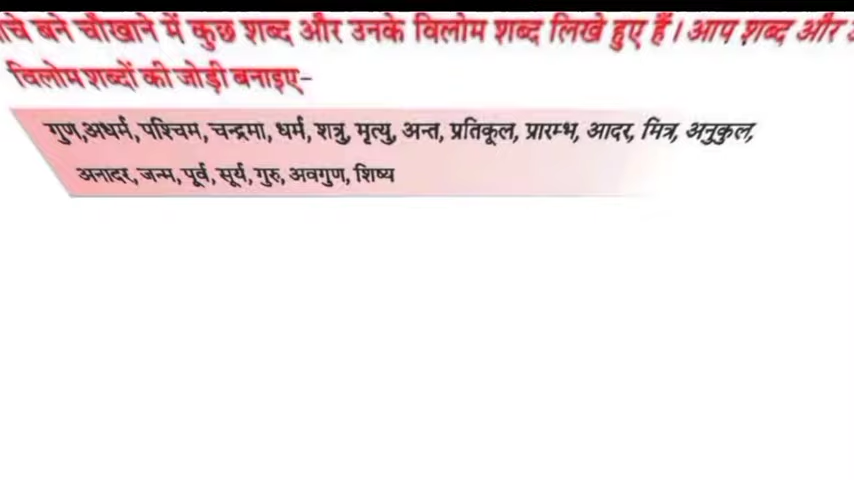 बने चौखाने में कुछ शब्द और उनके विलोम शब्द लिखे हुए हैं। आप शब्द और
विलोम शब्दों की जोड़ी बनाइए-
गुण,अधर्म, पश्चिम, चन्द्रमा, धर्म, शत्रु, मृत्यु, अन्त, प्रतिकूल, प्रारम्भ, आदर, मित्र, अनुकुल,
अनादर, जन्म, पूर्व, सूर्य, गुरु, अवगुण, शिष्य